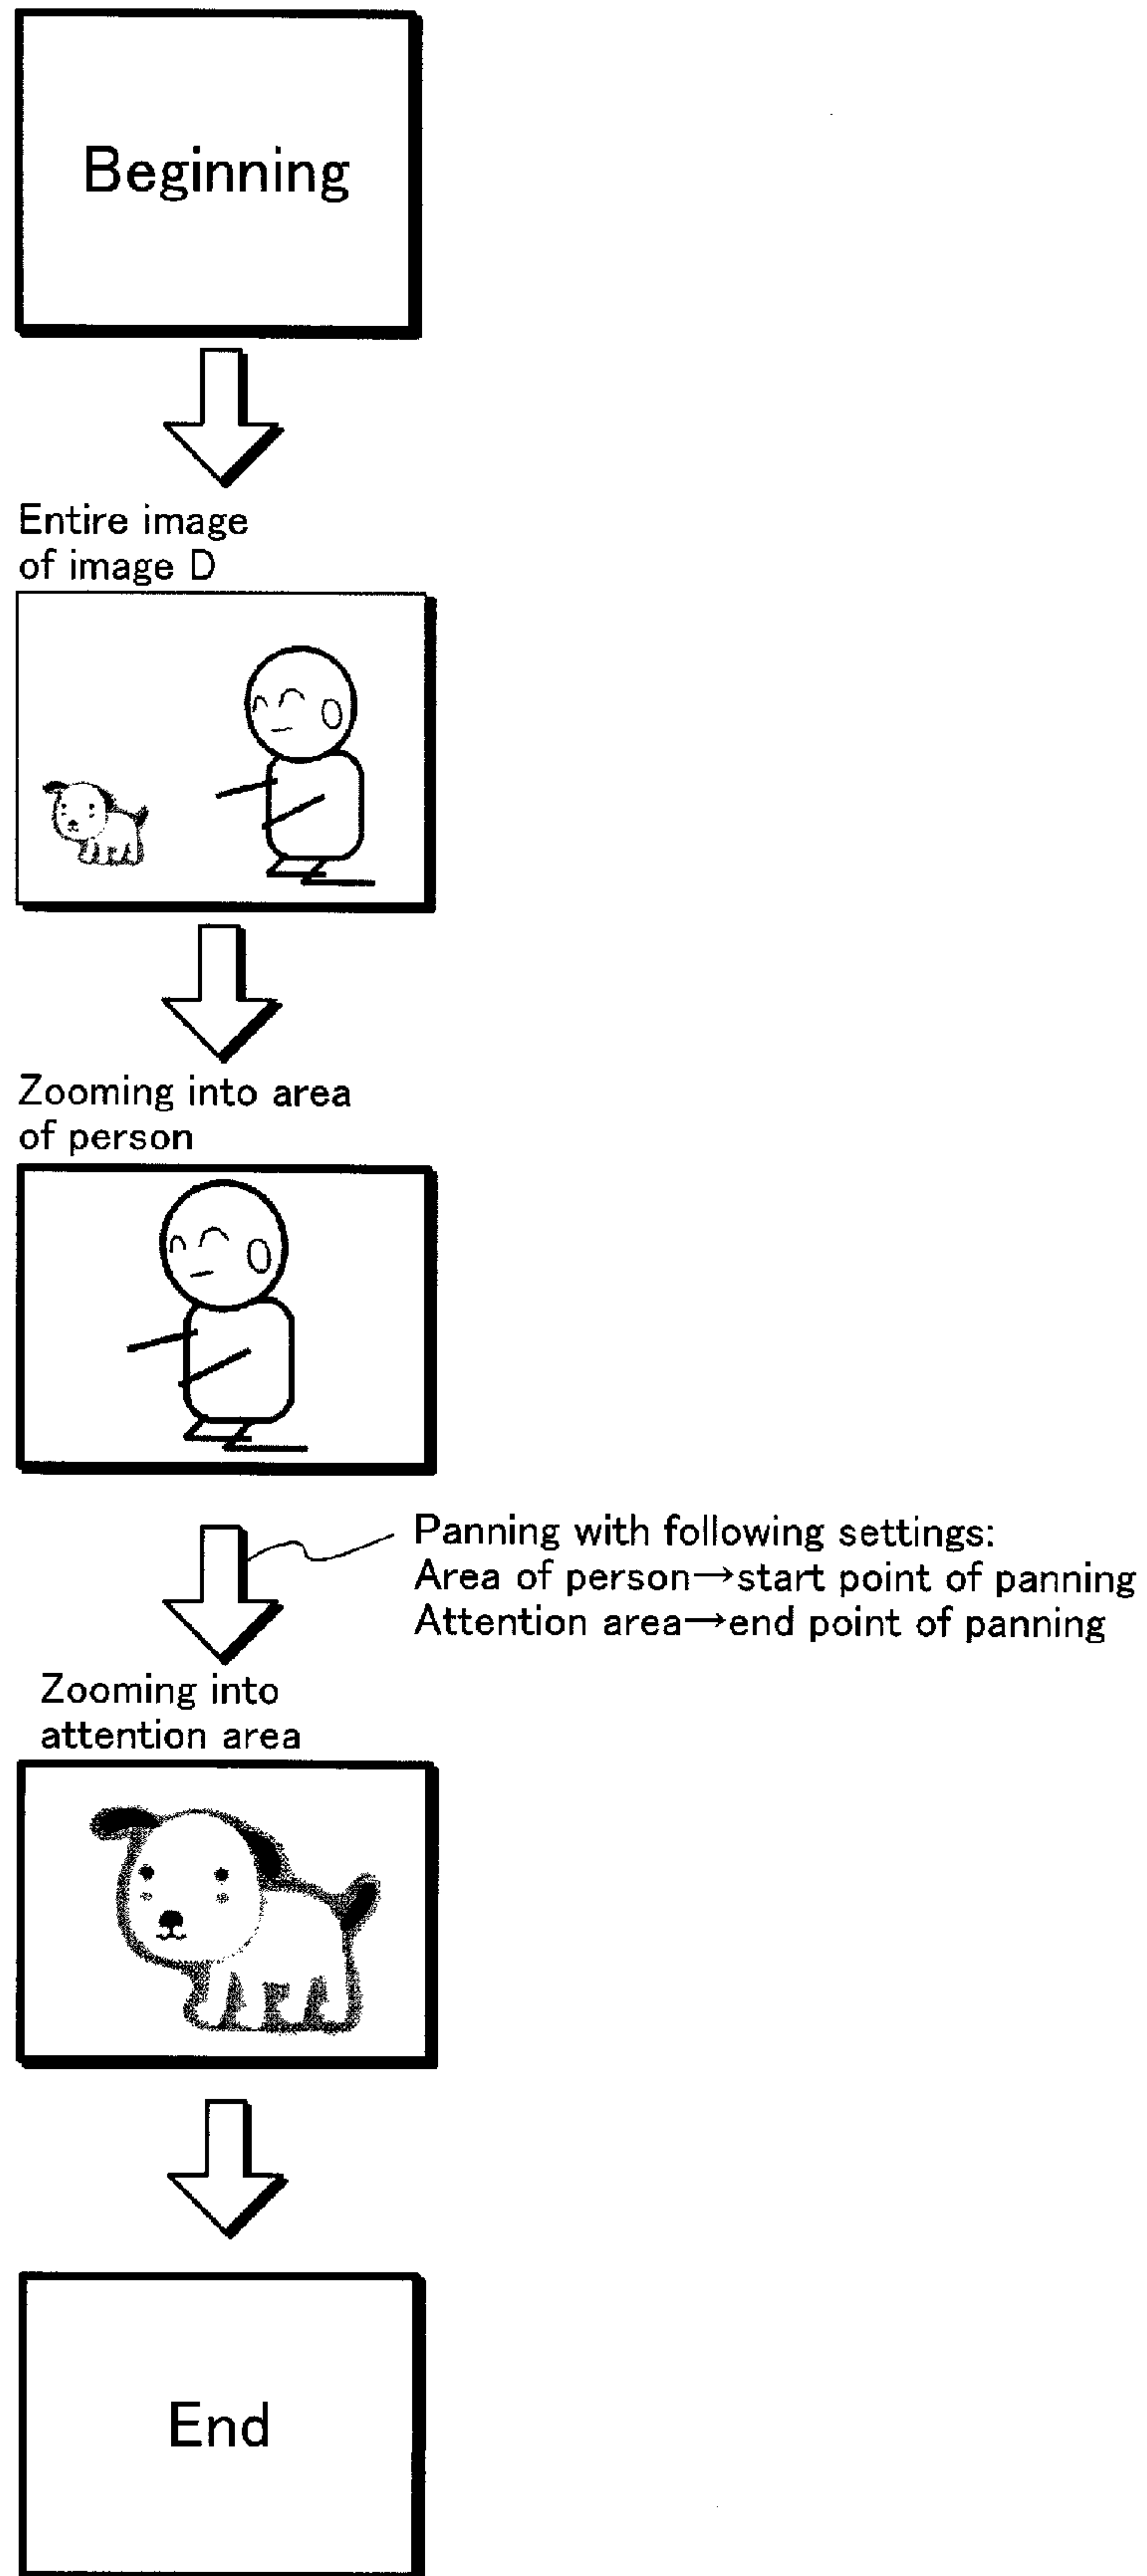 Beginning
Entire image
of image D
Zooming into area
of person
Panning with following settings:
Area of person→start point of panning
Attention area→end point of panning
Zooming into
attention area
End